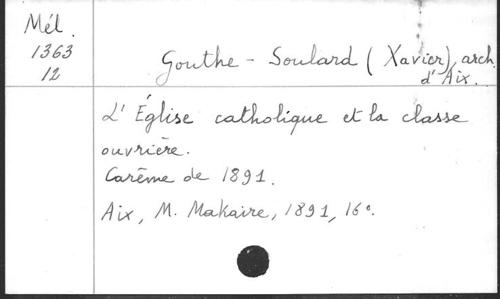 Mél.
1363
12
Gouthe-Soulard (Xavier), arch.
d'Aix.
L'Église catholique et la classe
ouvrière.
Carême de 1891.
Aix, M. Makaire, 1891, 16°.